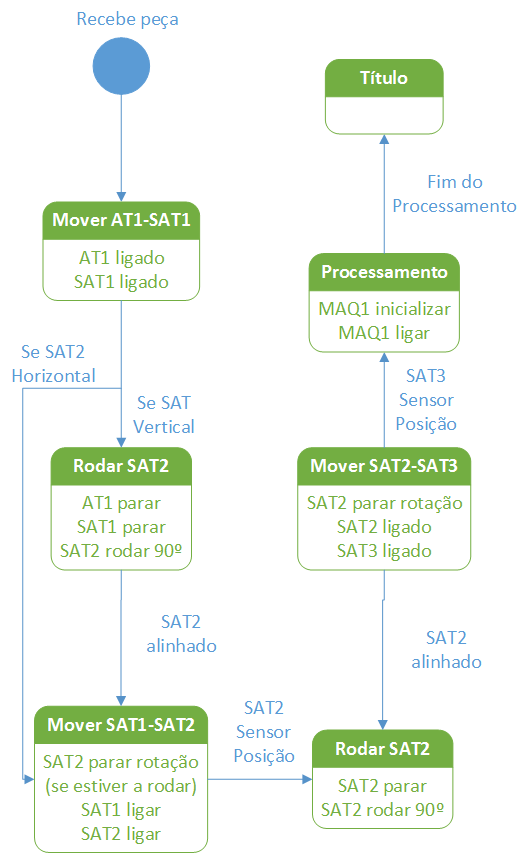 Recebe peça
Mover AT1-SAT1
AT1 ligado
SAT1 ligado
Se SAT2
Horizontal
Se SAT
Vertical
Rodar SAT2
AT1 parar
SAT1 parar
SAT2 rodar 90º
SAT2
alinhado
Mover SAT1-SAT2
SAT2 parar rotação
(se estiver a rodar)
SAT1 ligar
SAT2 ligar
SAT2
Sensor
Posição
Rodar SAT2
SAT2 parar
SAT2 rodar 90º
SAT2
alinhado
Mover SAT2-SAT3
SAT2 parar rotação
SAT2 ligado
SAT3 ligado
SAT3
Sensor
Posição
Processamento
MAQ1 inicializar
MAQ1 ligar
Fim do
Processamento
Título